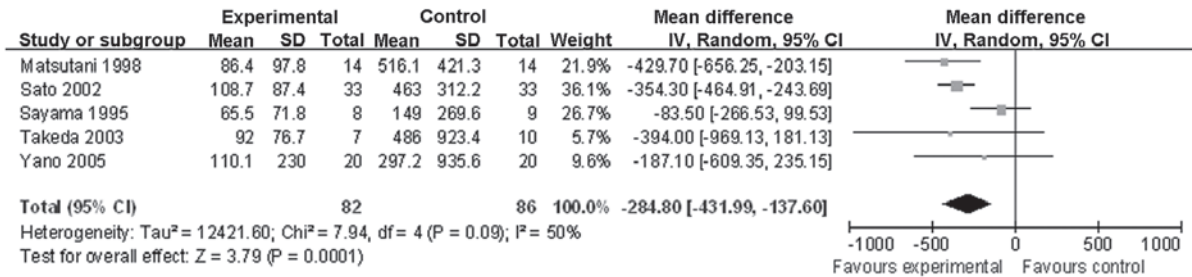 Experimental Control Mean difference Mean difference
Study or subgroup Mean SD Total Mean SD Total Weight IV, Random, 95% CI IV, Random, 95% CI
Matsutani 1998 86.4 97.8 14 516.1 421.3 14 21.9% -429.70 [-656.25, -203.15]
Sato 2002 108.7 87.4 33 463 312.2 33 36.1% -354.30 [-464.91, -243.69]
Sayama 1995 65.5 71.8 8 149 269.6 9 26.7% -83.50 [-266.53, 99.53]
Takeda 2003 92 76.7 7 486 923.4 10 5.7% -394.00 [-969.13, 181.13]
Yano 2005 110.1 230 20 297.2 935.6 20 9.6% -187.10 [-609.35, 235.15]
Total (95% CI) 82 86 100.0% -284.80 [-431.99, -137.60]
Heterogeneity: Tau² = 12421.60; Chi² = 7.94, df = 4 (P = 0.09); I² = 50%
Test for overall effect: Z = 3.79 (P = 0.0001)
-1000 -500 0 500 1000
Favours experimental Favours control